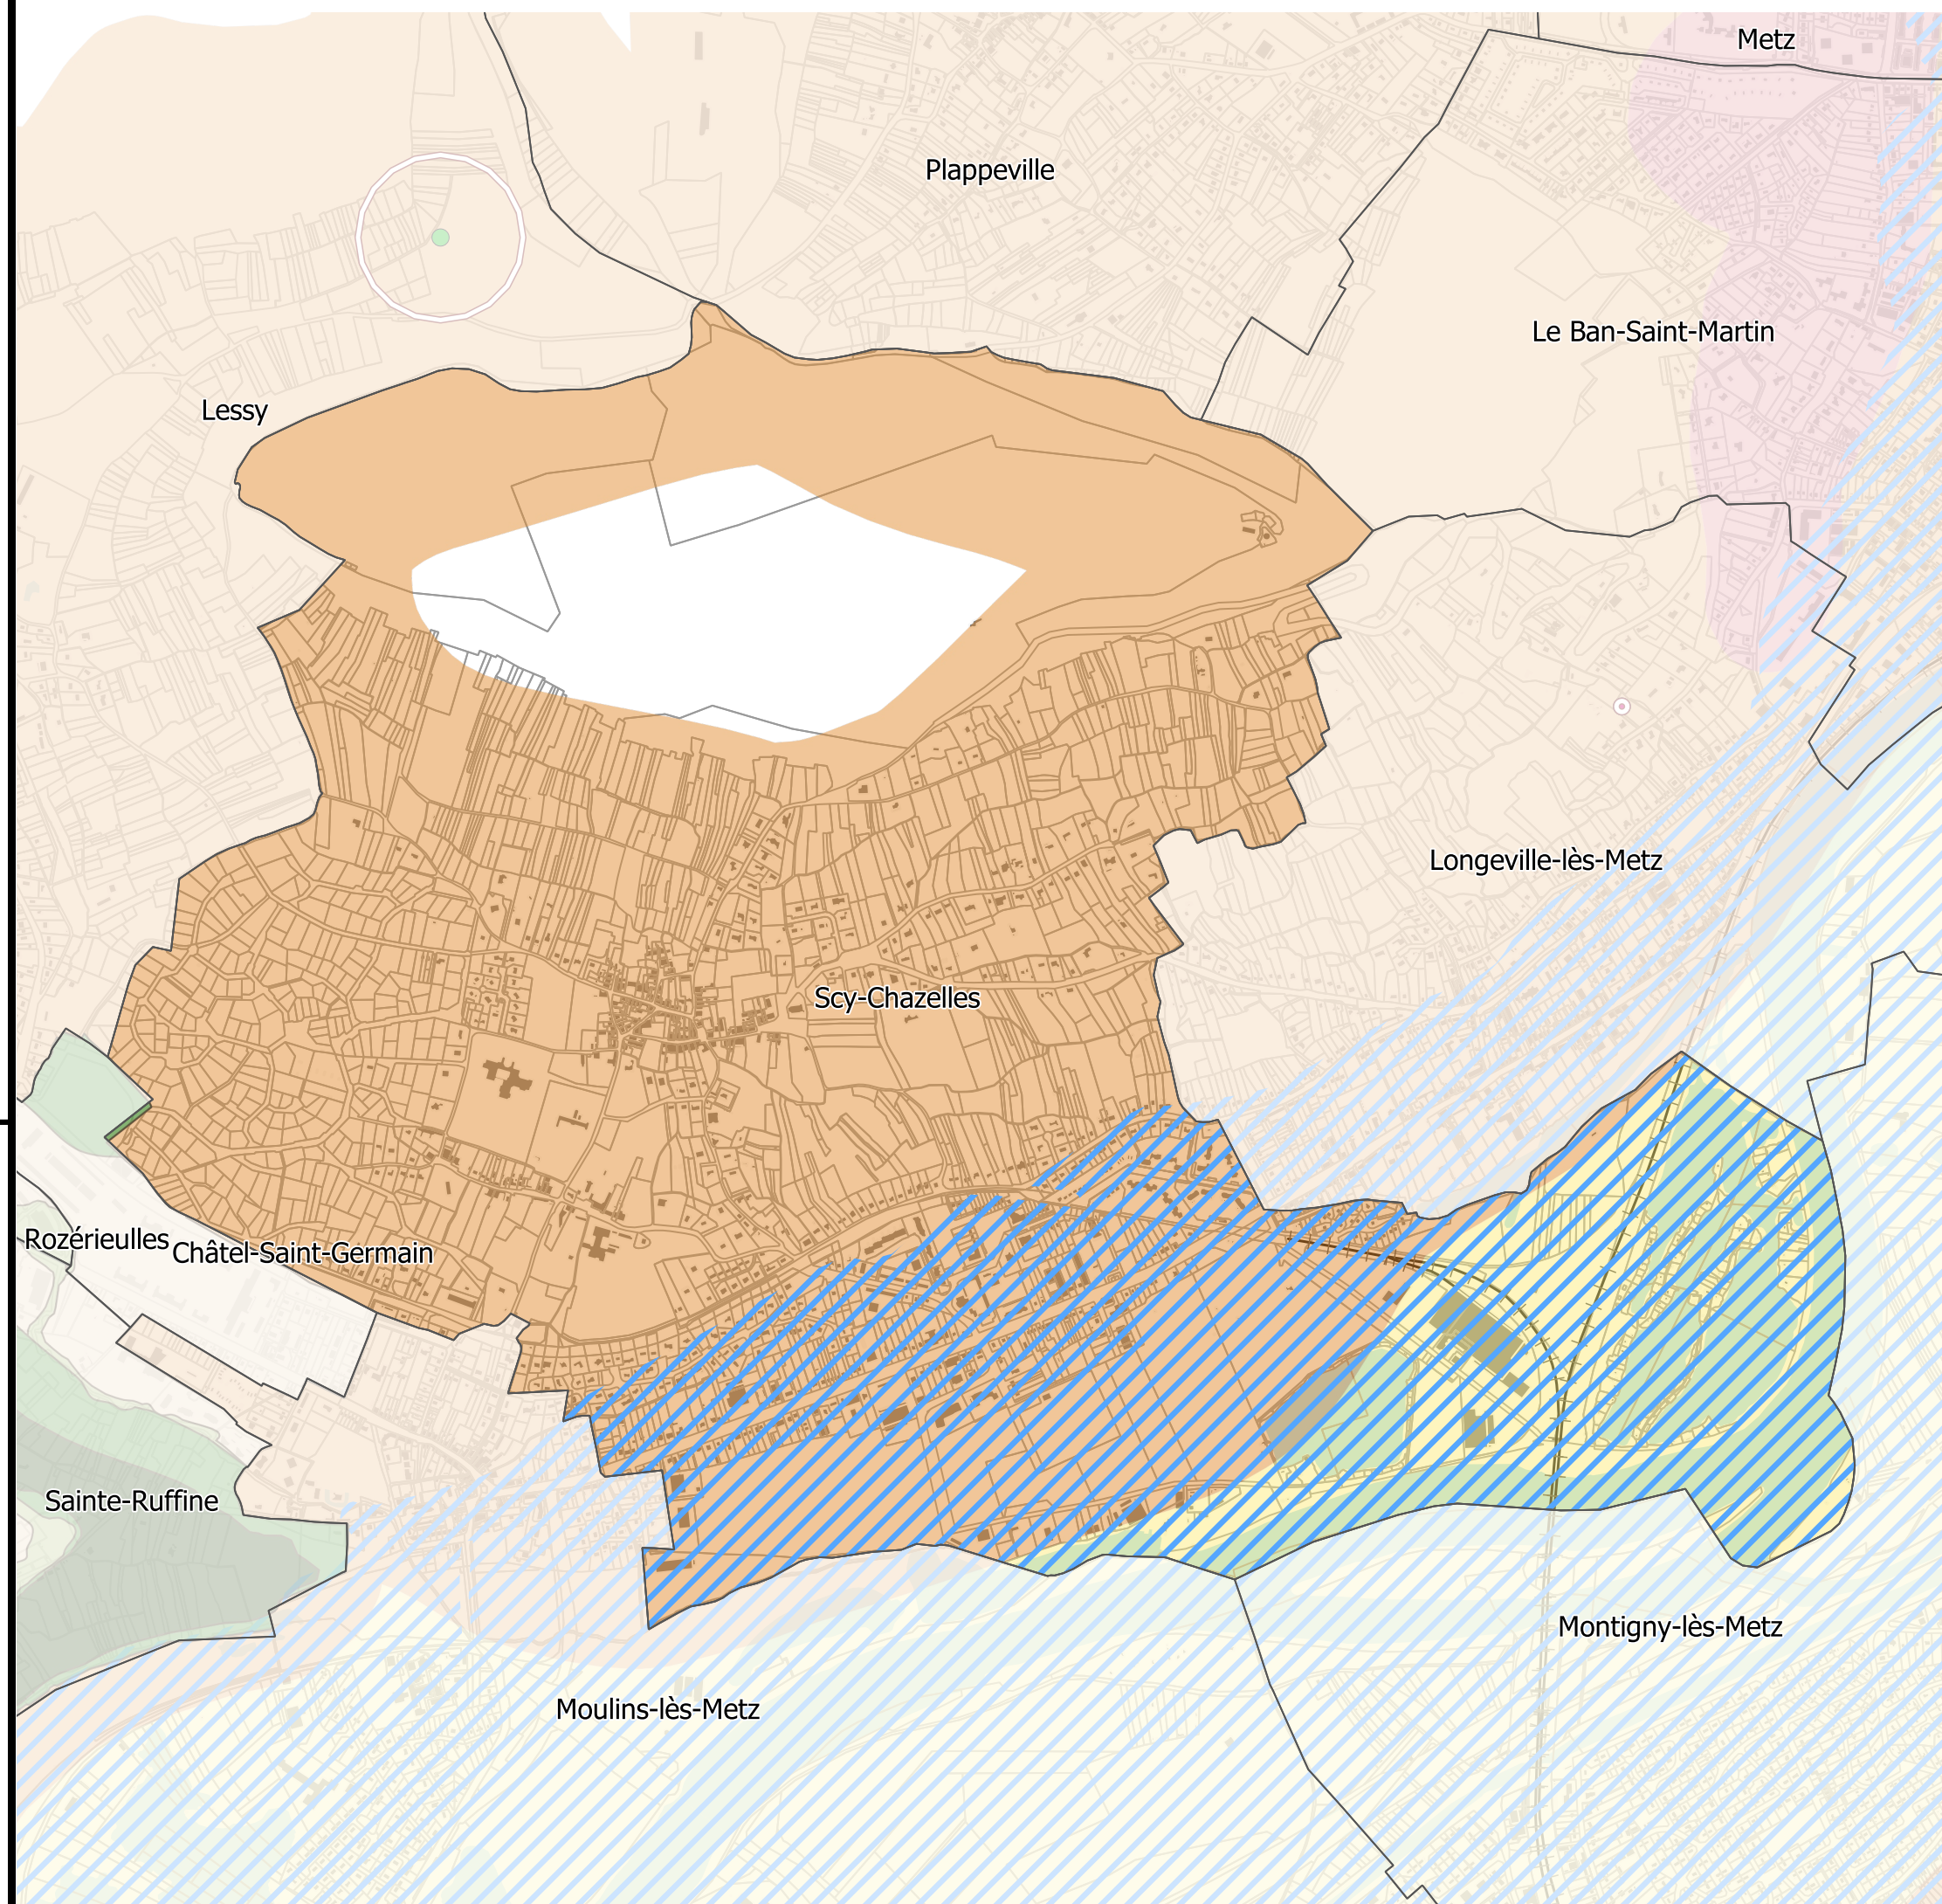 Metz
Plappeville
Le Ban-Saint-Martin
Lessy
Longeville-lès-Metz
Scy-Chazelles
Rozérieulles
Châtel-Saint-Germain
Sainte-Ruffine
Montigny-lès-Metz
Moulins-lès-Metz